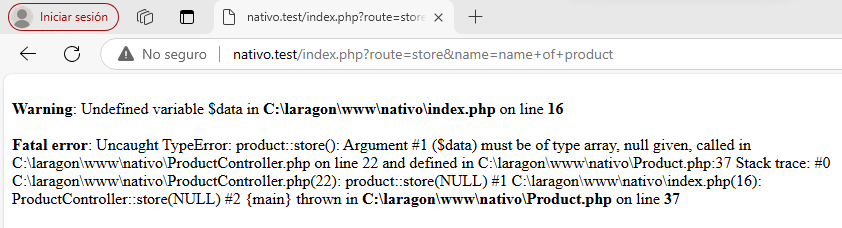 Iniciar sesión
nativo.test/index.php?route=store
No seguro
nativo.test/index.php?route=store&name=name+of+product
Warning: Undefined variable $data in C:\laragon\www\nativo\index.php on line 16
Fatal error: Uncaught TypeError: product::store(): Argument #1 ($data) must be of type array, null given, called in
C:\laragon\www\nativo\ProductController.php on line 22 and defined in C:\laragon\www\nativo\Product.php:37 Stack trace: #0
C:\laragon\www\nativo\ProductController.php(22): product::store(NULL) #1 C:\laragon\www\nativo\index.php(16):
ProductController::store(NULL) #2 {main} thrown in C:\laragon\www\nativo\Product.php on line 37